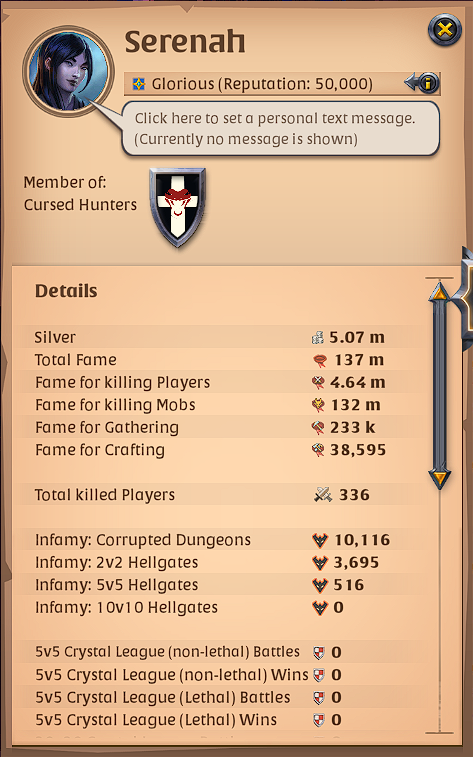 Serenah
Glorious (Reputation: 50,000)
Click here to set a personal text message.
(Currently no message is shown)
Member of:
Cursed Hunters
Details
Silver 5.07 m
Total Fame 137 m
Fame for killing Players 4.64 m
Fame for killing Mobs 132 m
Fame for Gathering 233 k
Fame for Crafting 38,595
Total killed Players 336
Infamy: Corrupted Dungeons 10,116
Infamy: 2v2 Hellgates 3,695
Infamy: 5v5 Hellgates 516
Infamy: 10v10 Hellgates 0
5v5 Crystal League (non-lethal) Battles 0
5v5 Crystal League (non-lethal) Wins 0
5v5 Crystal League (Lethal) Battles 0
5v5 Crystal League (Lethal) Wins 0